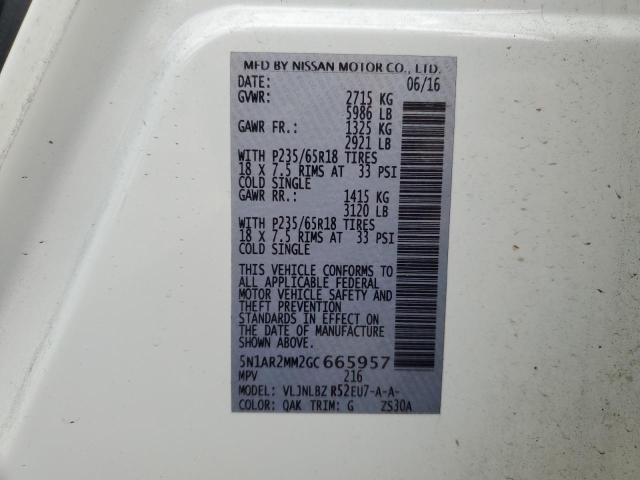 MFD BY NISSAN MOTOR CO., LTD.
DATE: 06/16
GVWR: 2715 KG
5986 LB
GAWR FR.: 1325 KG
2921 LB
WITH P235/65R18 TIRES
18 X 7.5 RIMS AT 33 PSI
COLD SINGLE
GAWR RR.: 1415 KG
3120 LB
WITH P235/65R18 TIRES
18 X 7.5 RIMS AT 33 PSI
COLD SINGLE
THIS VEHICLE CONFORMS TO
ALL APPLICABLE FEDERAL
MOTOR VEHICLE SAFETY AND
THEFT PREVENTION
STANDARDS IN EFFECT ON
THE DATE OF MANUFACTURE
SHOWN ABOVE.
5N1AR2MM2GC665957
MPV 216
MODEL: VLJNLBZ R52EU7-A-A-
COLOR: QAK TRIM: G ZS30A